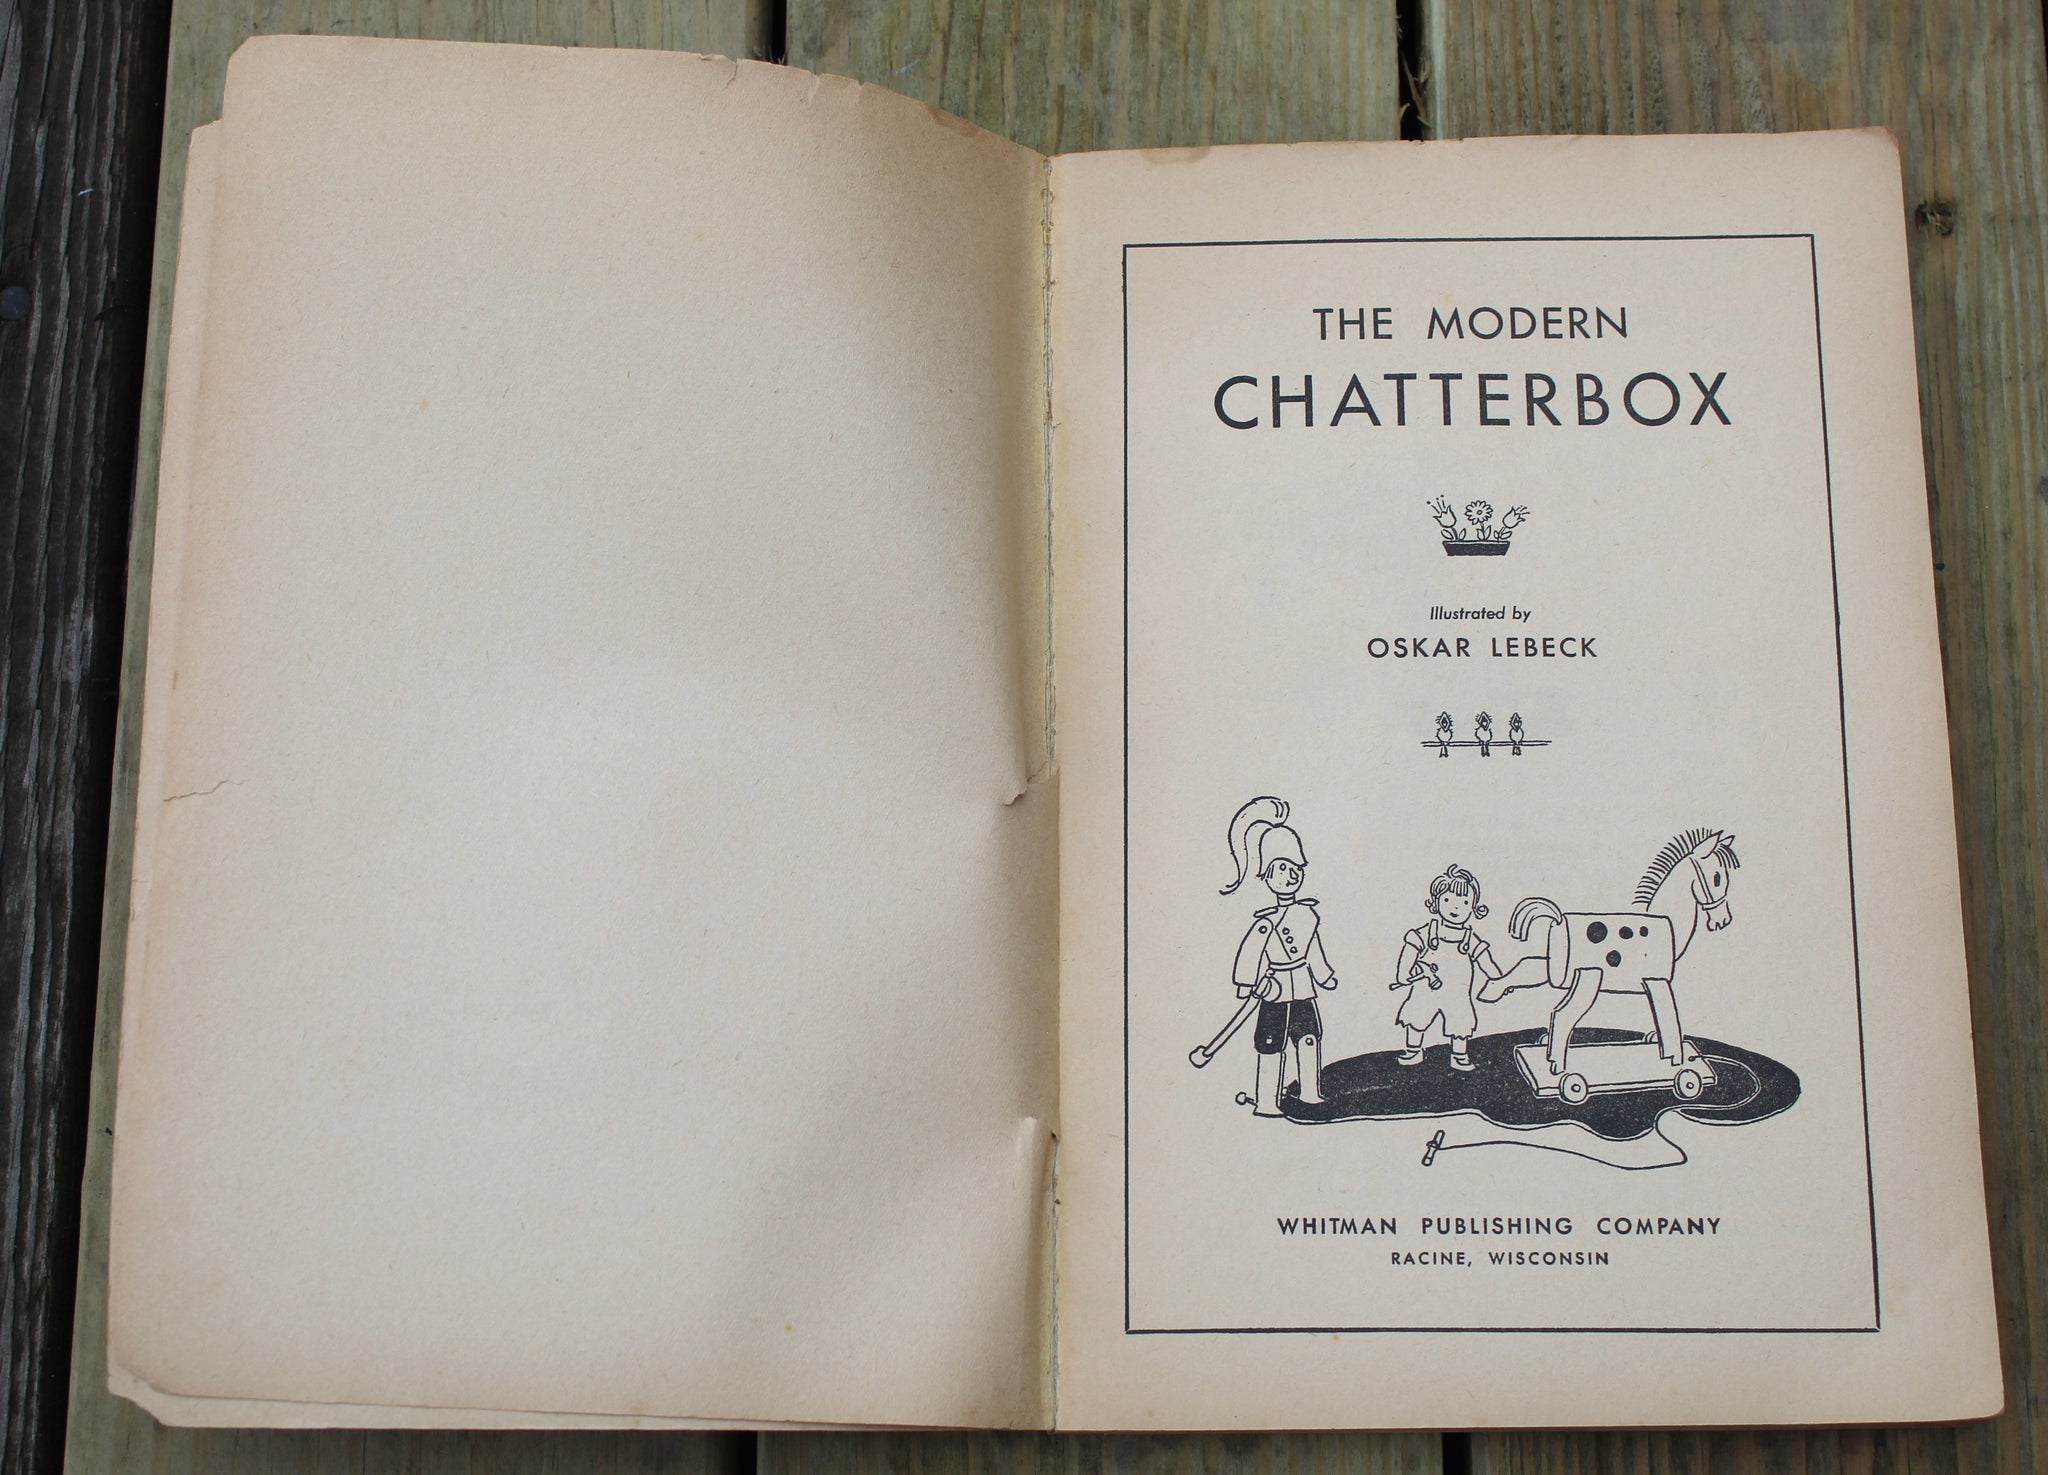 THE MODERN
CHATTERBOX
Illustrated by
OSKAR LEBECK
WHITMAN PUBLISHING COMPANY
RACINE, WISCONSIN